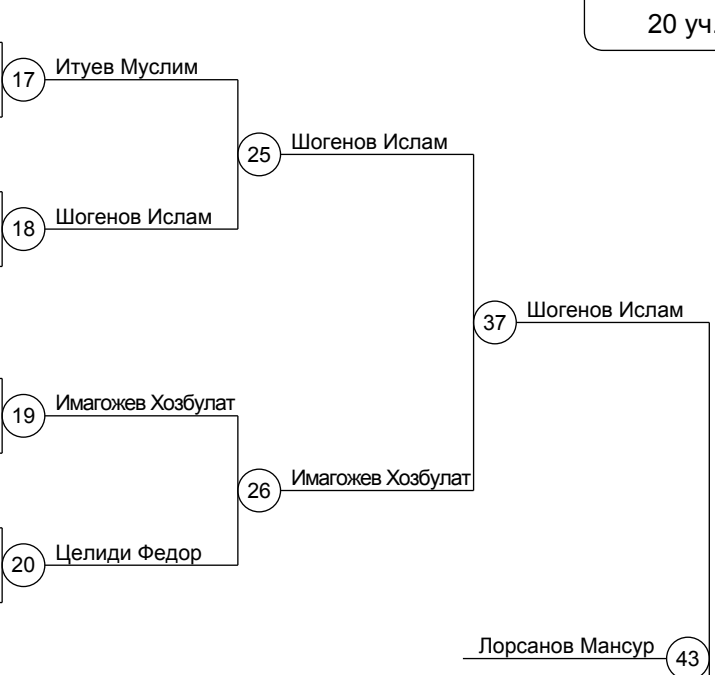 20 уч.
17 Итуев Муслим
25 Шогенов Ислам
18 Шогенов Ислам
37 Шогенов Ислам
19 Имагожев Хозбулат
26 Имагожев Хозбулат
20 Целиди Федор
Лорсанов Мансур 43